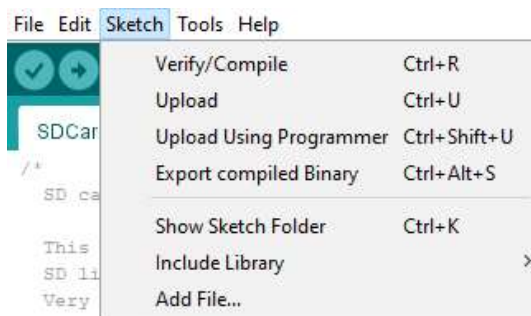 File Edit Sketch Tools Help
Verify/Compile Ctrl+R
Upload Ctrl+U
SDCar
Upload Using Programmer Ctrl+Shift+U
/*
Export compiled Binary Ctrl+Alt+S
SD ca
Show Sketch Folder Ctrl+K
This
Include Library >
SD li
Add File...
Very